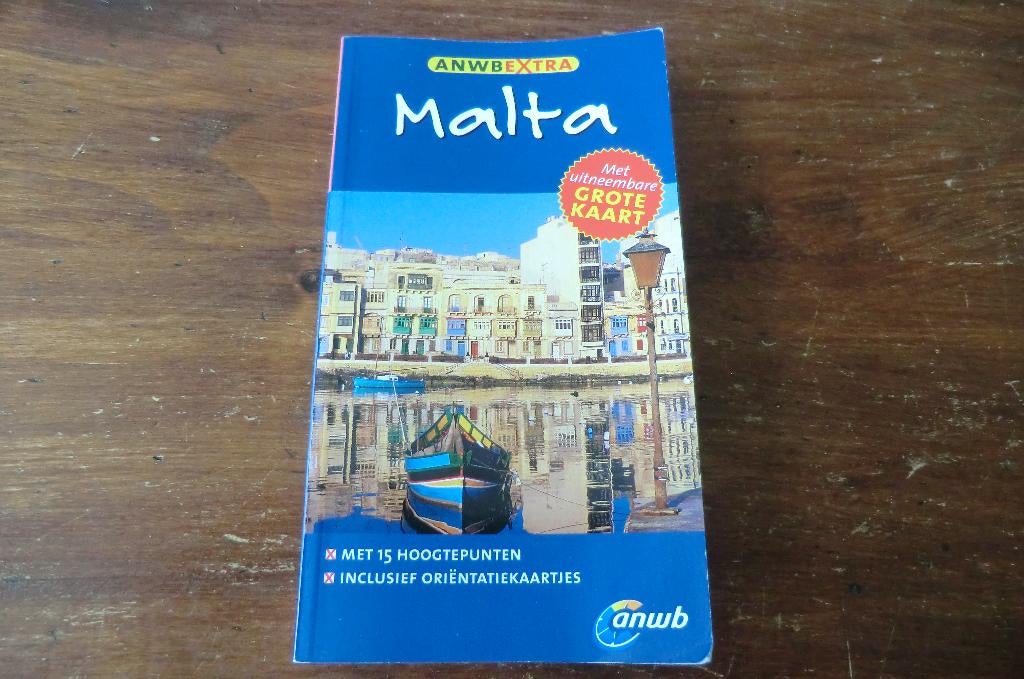 ANWBEXTRA
Malta
Met
uitneembare
GROTE
KAART
MET 15 HOOGTEPUNTEN
INCLUSIEF ORIËNTATIEKAARTJES
anwb